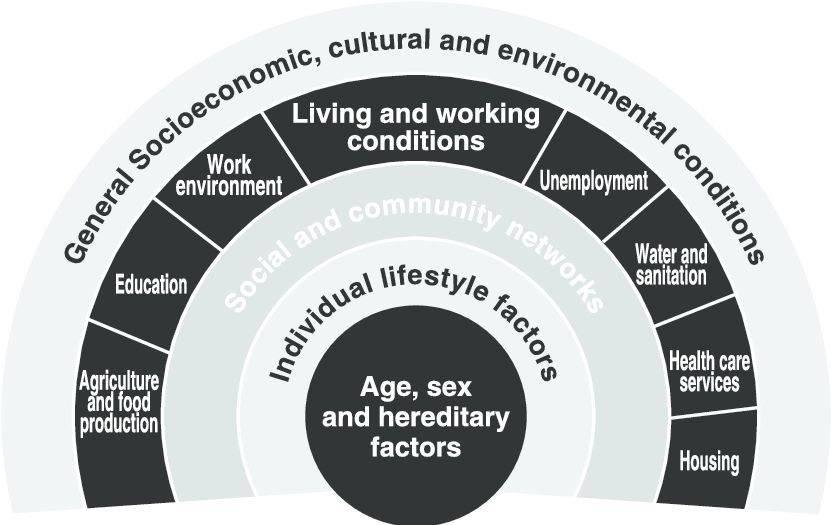 General Socioeconomic, cultural and environmental conditions
Living and working
conditions
Work
environment
Unemployment
Education
Water and
sanitation
Agriculture
and food
production
Health care
services
Housing
Social and community networks
Individual lifestyle factors
Age, sex
and hereditary
factors